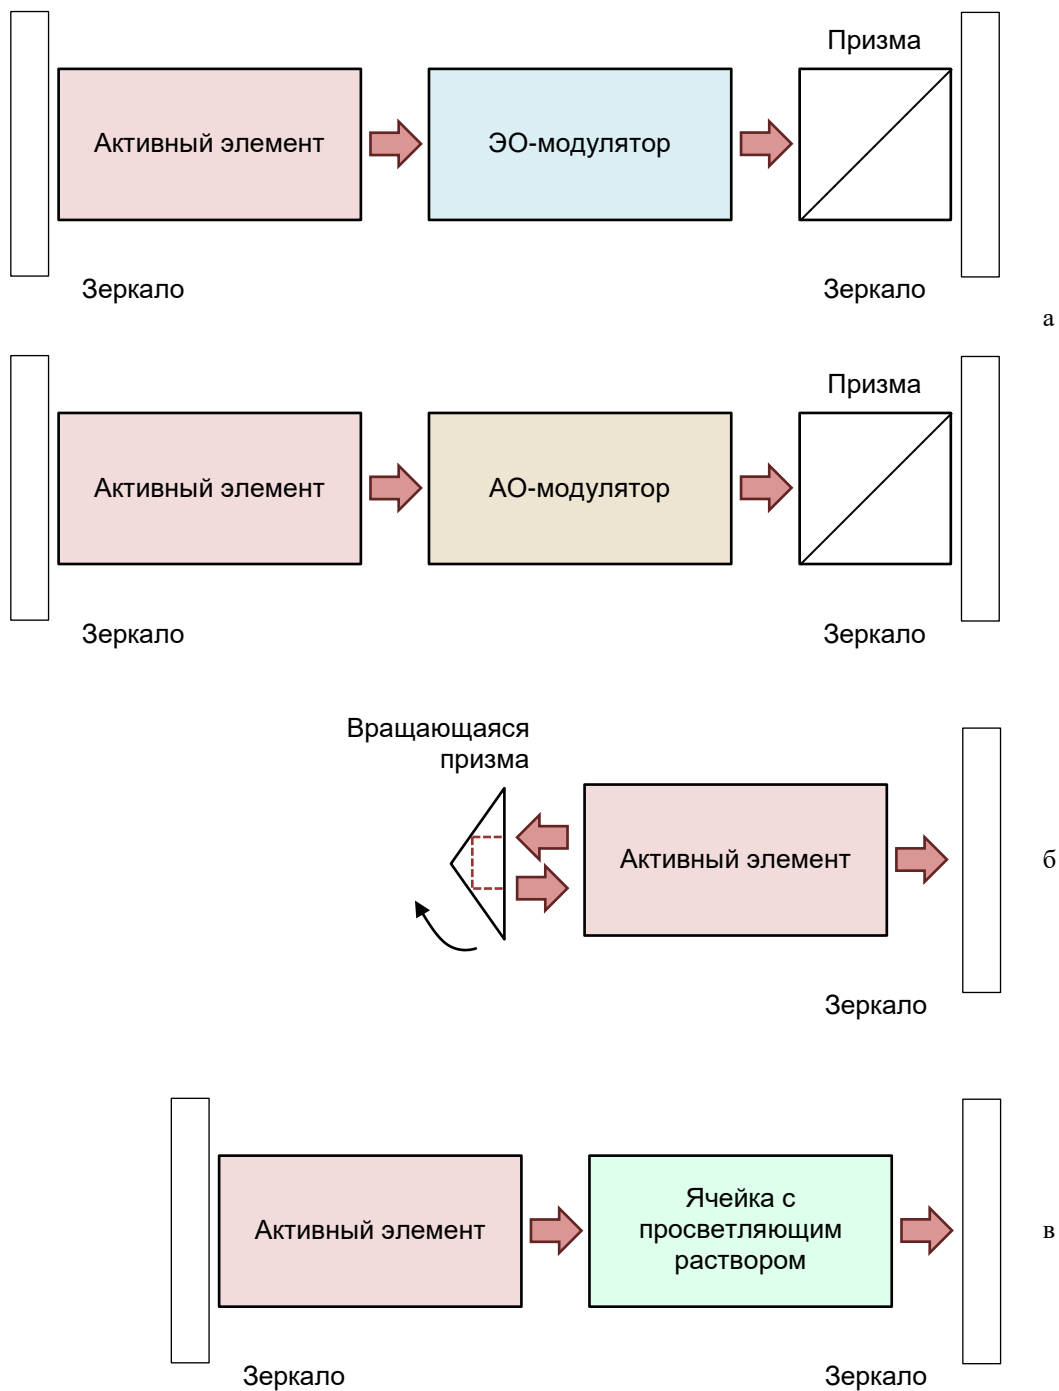 Призма
Активный элемент
ЭО-модулятор
Зеркало
Зеркало
а
Призма
Активный элемент
АО-модулятор
Зеркало
Зеркало
Вращающаяся
призма
Активный элемент
б
Зеркало
Активный элемент
Ячейка с
просветляющим
раствором
в
Зеркало
Зеркало